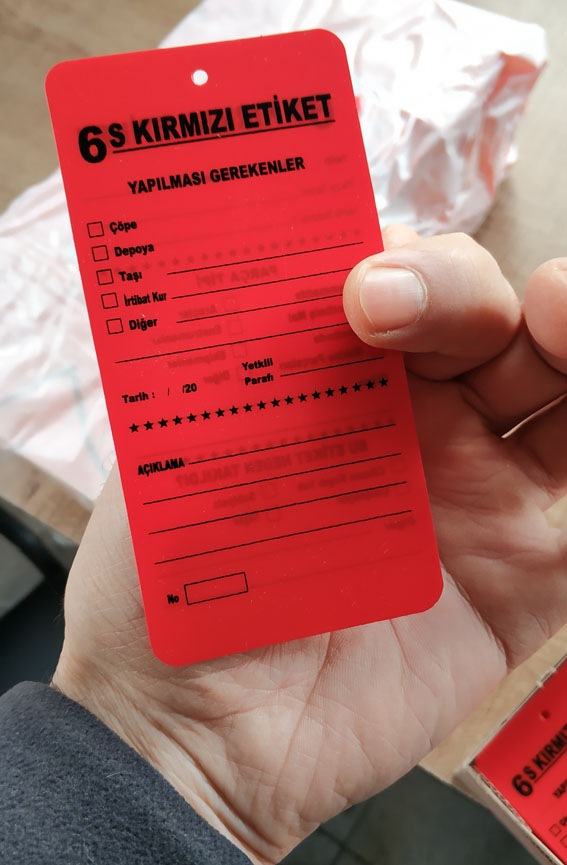 6S KIRMIZI ETİKET
YAPILMASI GEREKENLER
Çöpe
Depoya
Taşı
İrtibat Kur
Diğer
Tarih : / /20
Yetkili
Parafı
★★★★★★★★★★★★★★★★★★★
AÇIKLAMA
No
6S KIRMIZ